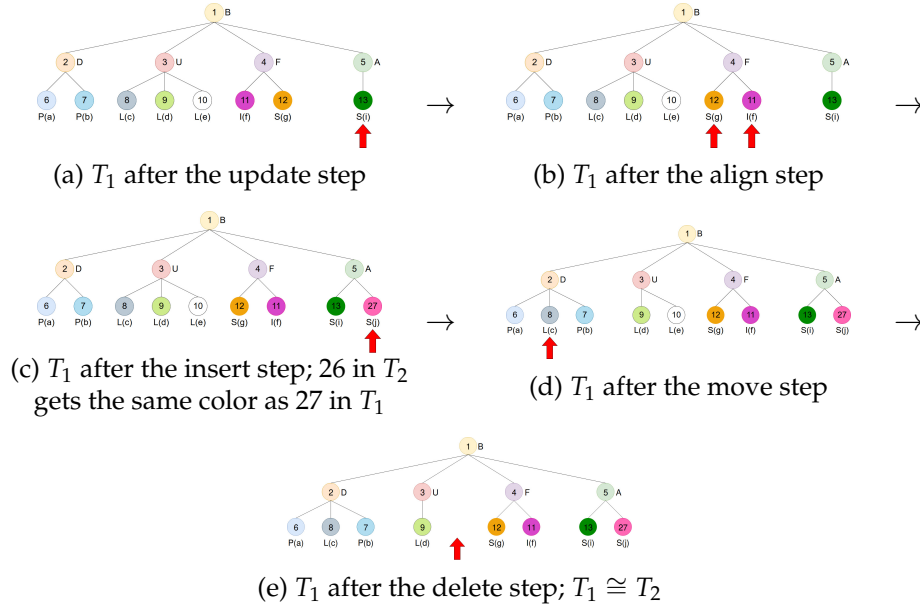 1 B 1 B
2 D 3 U 4 F 5 A 2 D 3 U 4 F 5 A
6 7 8 9 10 11 12 13 → 6 7 8 9 10 12 11 13 →
P(a) P(b) L(c) L(d) L(e) I(f) S(g) S(i) P(a) P(b) L(c) L(d) L(e) S(g) I(f) S(i)
(a) T₁ after the update step (b) T₁ after the align step
1 B 1 B
2 D 3 U 4 F 5 A 2 D 3 U 4 F 5 A
6 7 8 9 10 12 11 13 27 → 6 8 7 9 10 12 11 13 27 →
P(a) P(b) L(c) L(d) L(e) S(g) I(f) S(i) S(j) P(a) L(c) P(b) L(d) L(e) S(g) I(f) S(i) S(j)
(c) T₁ after the insert step; 26 in T₂
gets the same color as 27 in T₁
(d) T₁ after the move step
1 B
2 D 3 U 4 F 5 A
6 8 7 9 12 11 13 27
P(a) L(c) P(b) L(d) S(g) I(f) S(i) S(j)
(e) T₁ after the delete step; T₁ ≅ T₂